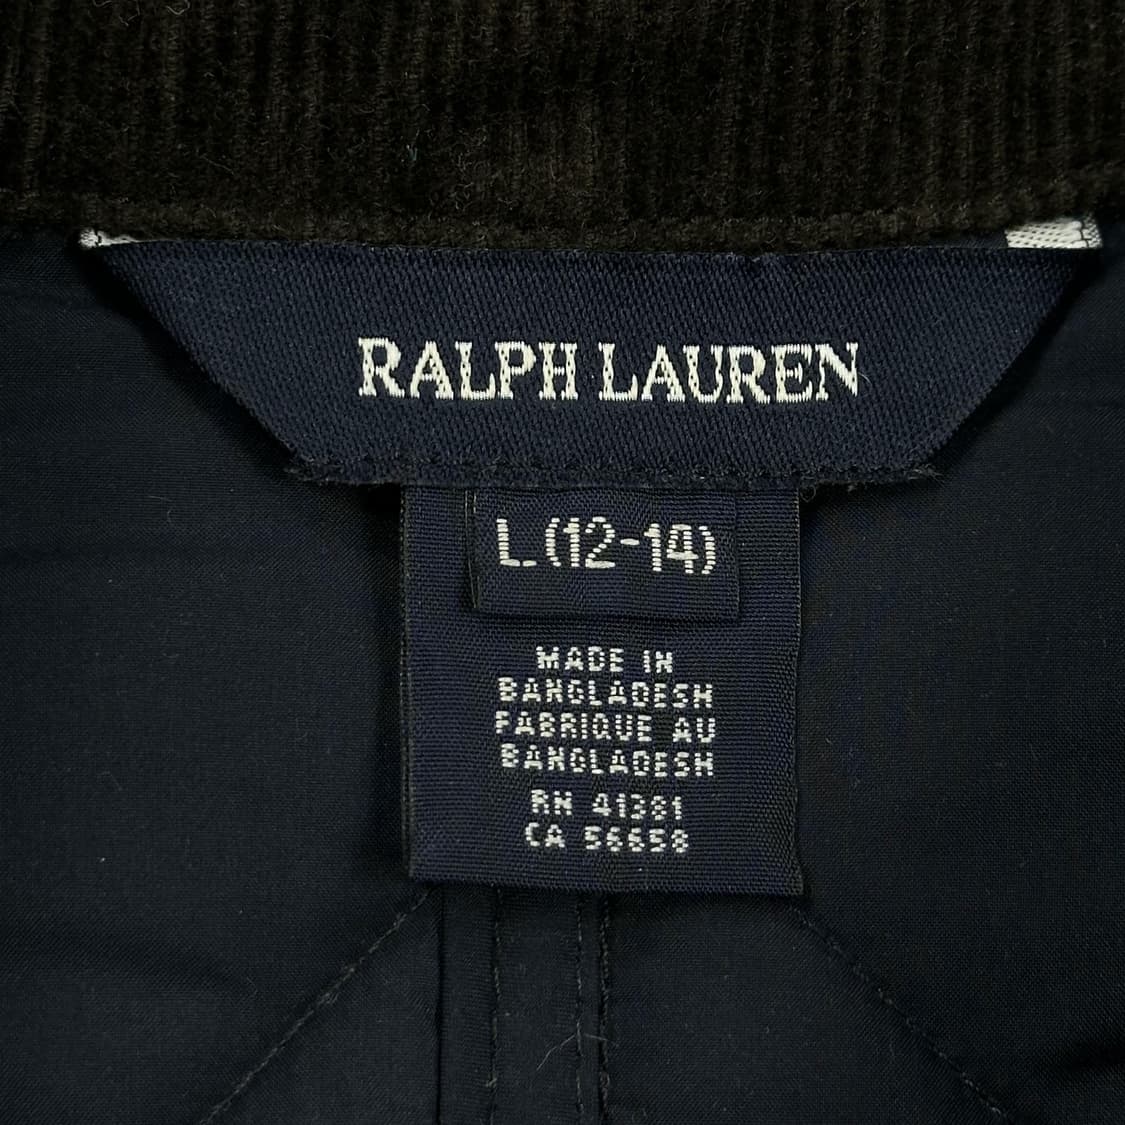 RALPH LAUREN
L (12-14)
MADE IN
BANGLADESH
FABRIQUE AU
BANGLADESH
RN 41381
CA 56658